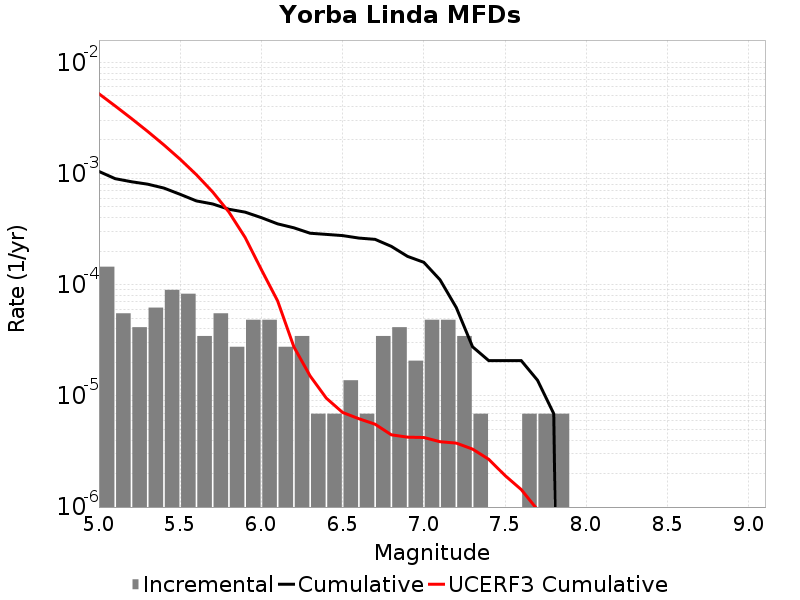 Yorba Linda MFDs
Rate (1/yr)
10-2
10-3
10-4
10-5
10-6
5.0 5.5 6.0 6.5 7.0 7.5 8.0 8.5 9.0
Magnitude
Incremental Cumulative UCERF3 Cumulative